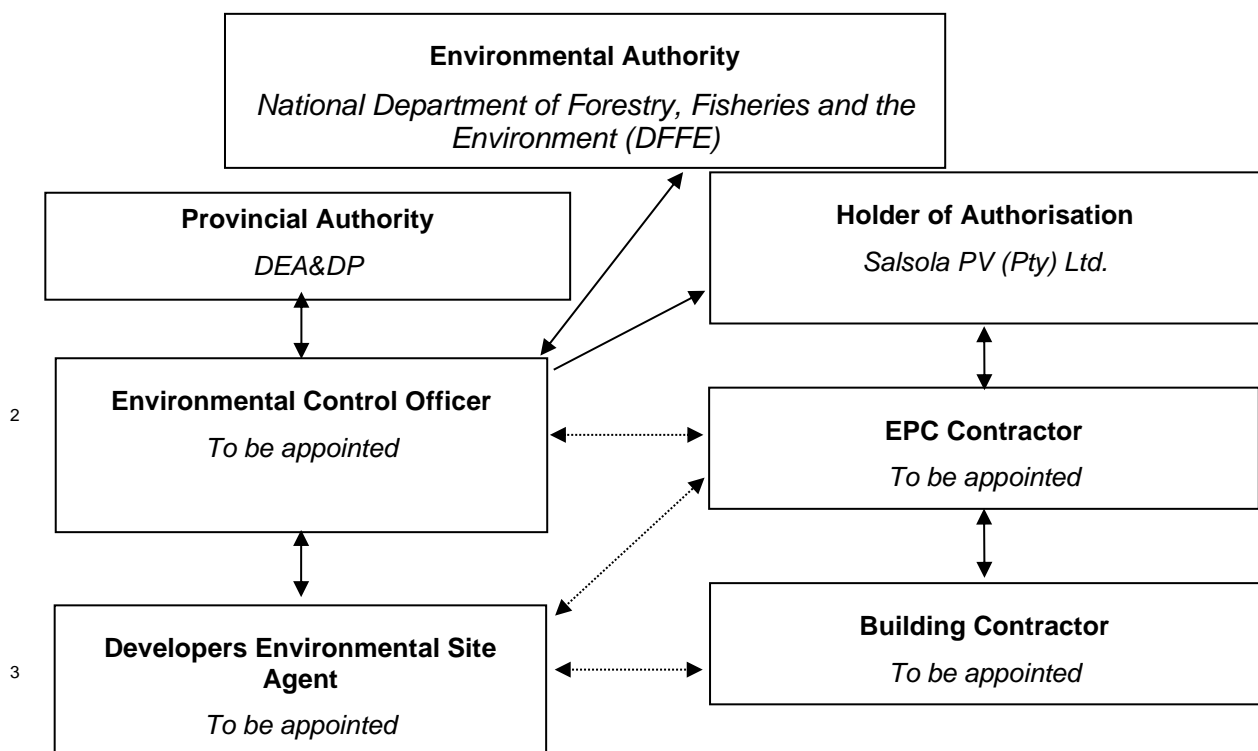 Environmental Authority
National Department of Forestry, Fisheries and the
Environment (DFFE)
Provincial Authority
DEA&DP
Holder of Authorisation
Salsola PV (Pty) Ltd.
2
Environmental Control Officer
To be appointed
EPC Contractor
To be appointed
3
Developers Environmental Site
Agent
To be appointed
Building Contractor
To be appointed